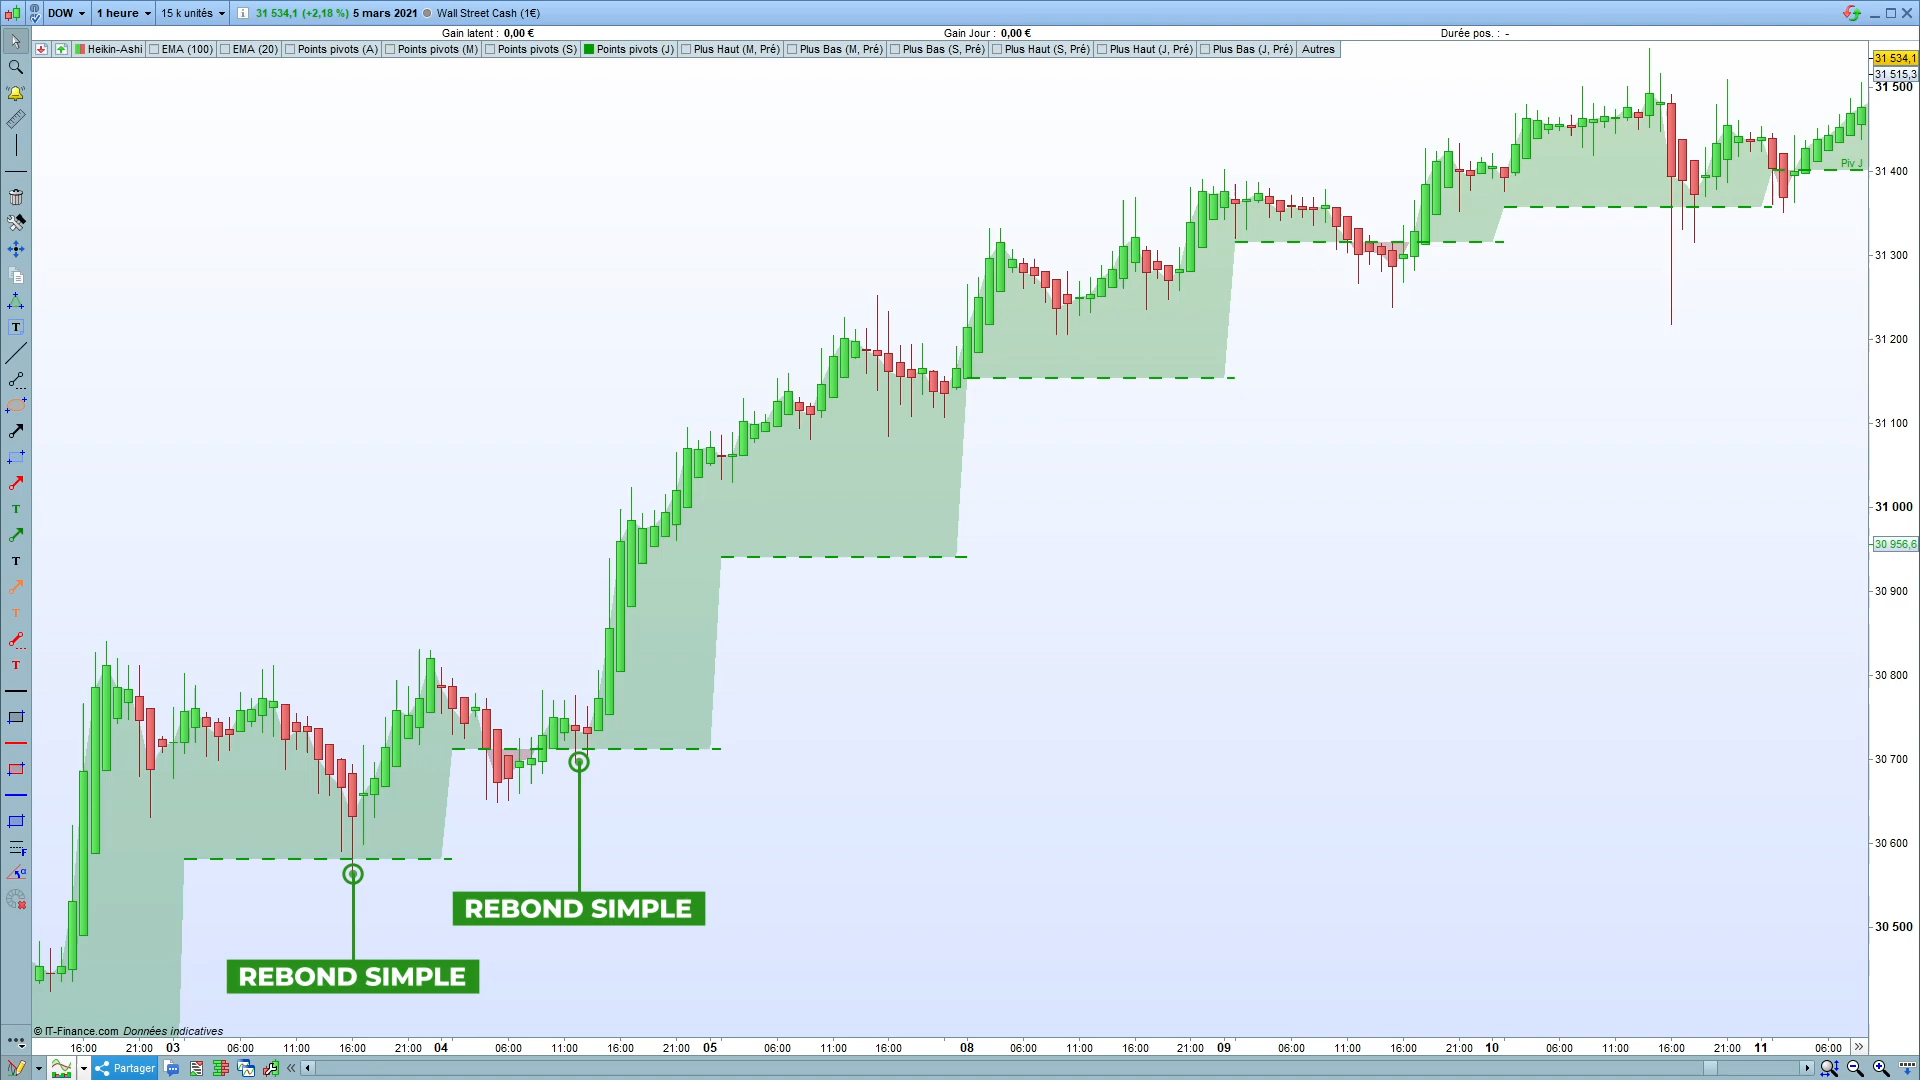 DOW 1 heure 15 k unités 31 534,1 (+2,18 %) 5 mars 2021 Wall Street Cash (1€)
Gain latent : 0,00 € Gain Jour : 0,00 € Durée pos. : -
Heikin-Ashi EMA (100) EMA (20) Points pivots (A) Points pivots (M) Points pivots (S) Points pivots (J) Plus Haut (M, Pré) Plus Bas (M, Pré) Plus Bas (S, Pré) Plus Haut (S, Pré) Plus Haut (J, Pré) Plus Bas (J, Pré) Autres
31 534,1
31 515,3
31 500
Piv J
31 400
31 300
31 200
31 100
31 000
30 956,6
30 900
30 800
30 700
30 600
REBOND SIMPLE
30 500
REBOND SIMPLE
© IT-Finance.com Données indicatives
16:00 21:00 03 06:00 11:00 16:00 21:00 04 06:00 11:00 16:00 21:00 05 06:00 11:00 16:00 08 06:00 11:00 16:00 21:00 09 06:00 11:00 16:00 21:00 10 06:00 11:00 16:00 21:00 11 06:00
Partager